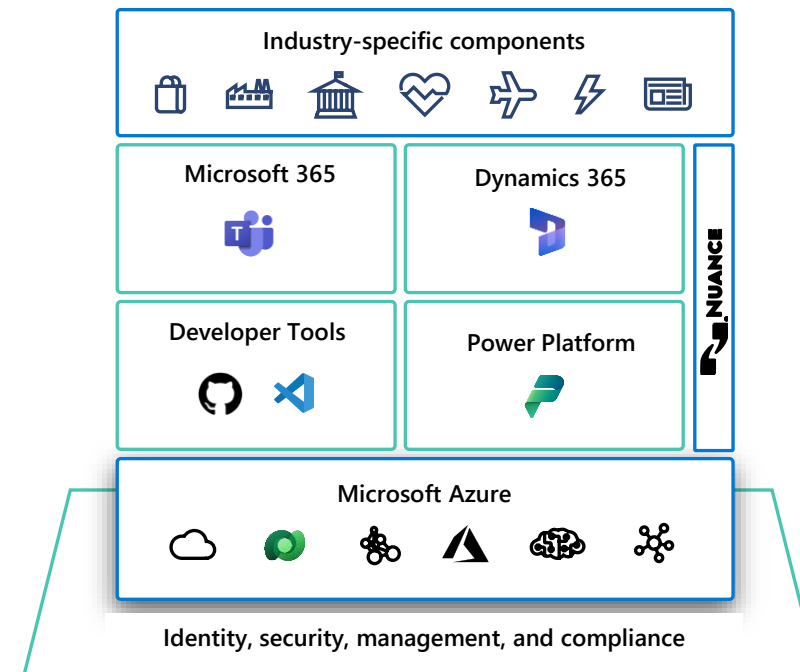 Industry-specific components
Microsoft 365
Dynamics 365
T
NUANCE
Developer Tools
Power Platform
Microsoft Azure
Identity, security, management, and compliance